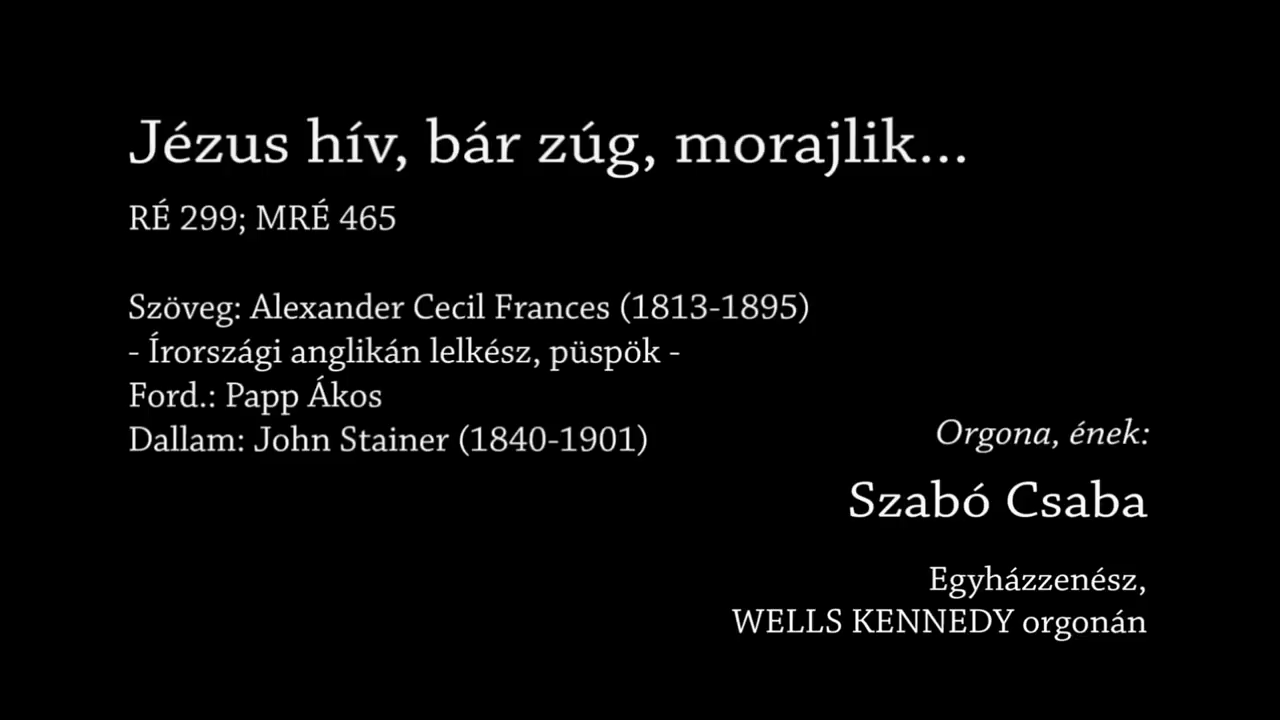 Jézus hív, bár zúg, morajlik...
RÉ 299; MRÉ 465
Szöveg: Alexander Cecil Frances (1813-1895)
- Írországi anglikán lelkész, püspök -
Ford.: Papp Ákos
Dallam: John Stainer (1840-1901)
Orgona, ének:
Szabó Csaba
Egyházzenész,
WELLS KENNEDY orgonán